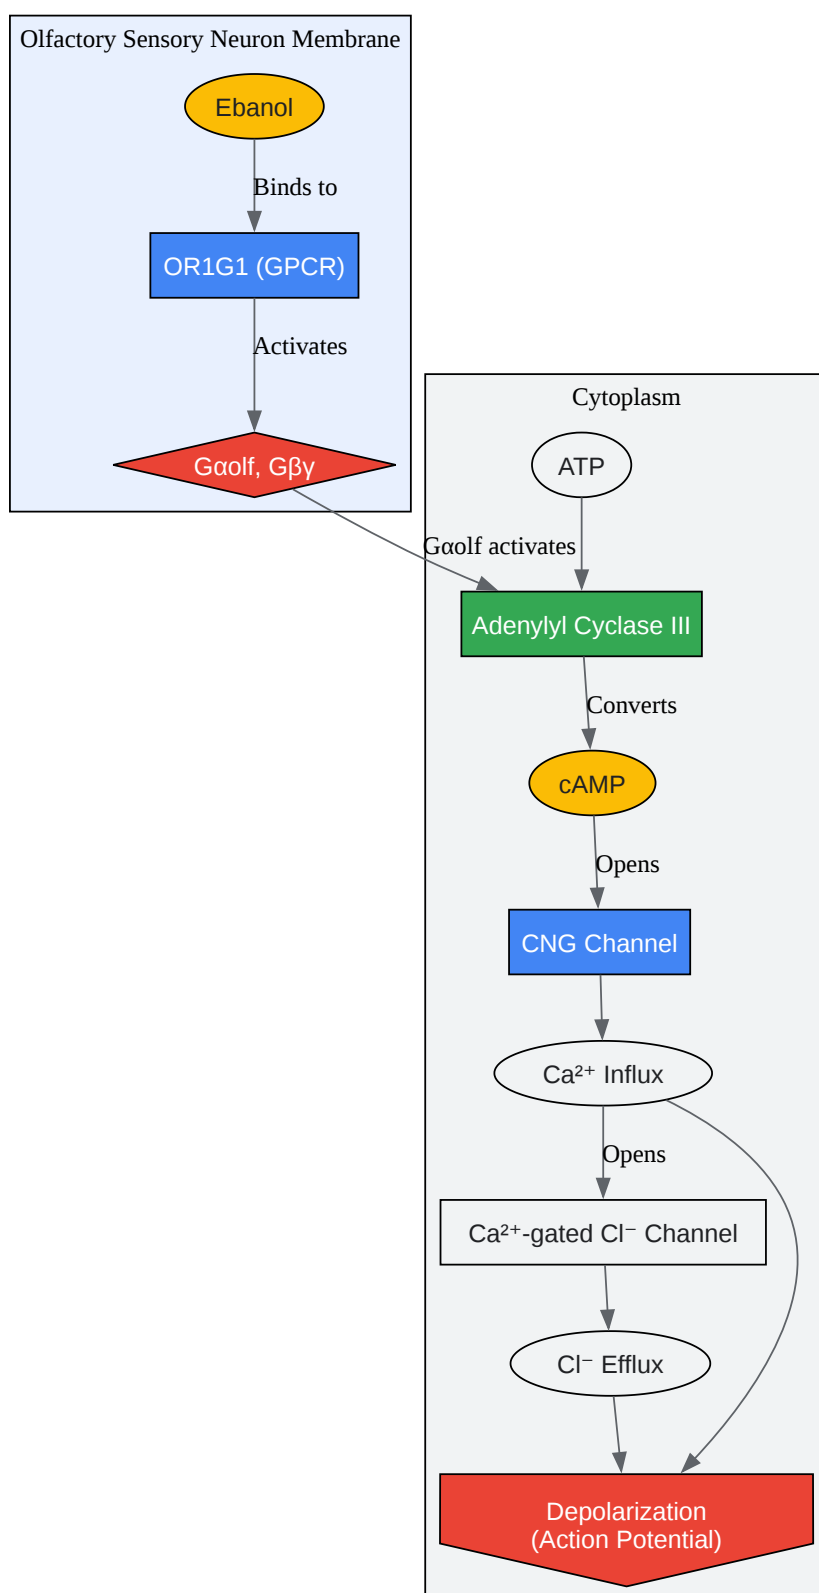 Olfactory Sensory Neuron Membrane
Ebanol
Binds to
OR1G1 (GPCR)
Activates
Gαolf, Gβγ
Cytoplasm
ATP
Gαolf activates
Adenylyl Cyclase III
Converts
cAMP
Opens
CNG Channel
Ca²⁺ Influx
Opens
Ca²⁺-gated Cl⁻ Channel
Cl⁻ Efflux
Depolarization
(Action Potential)